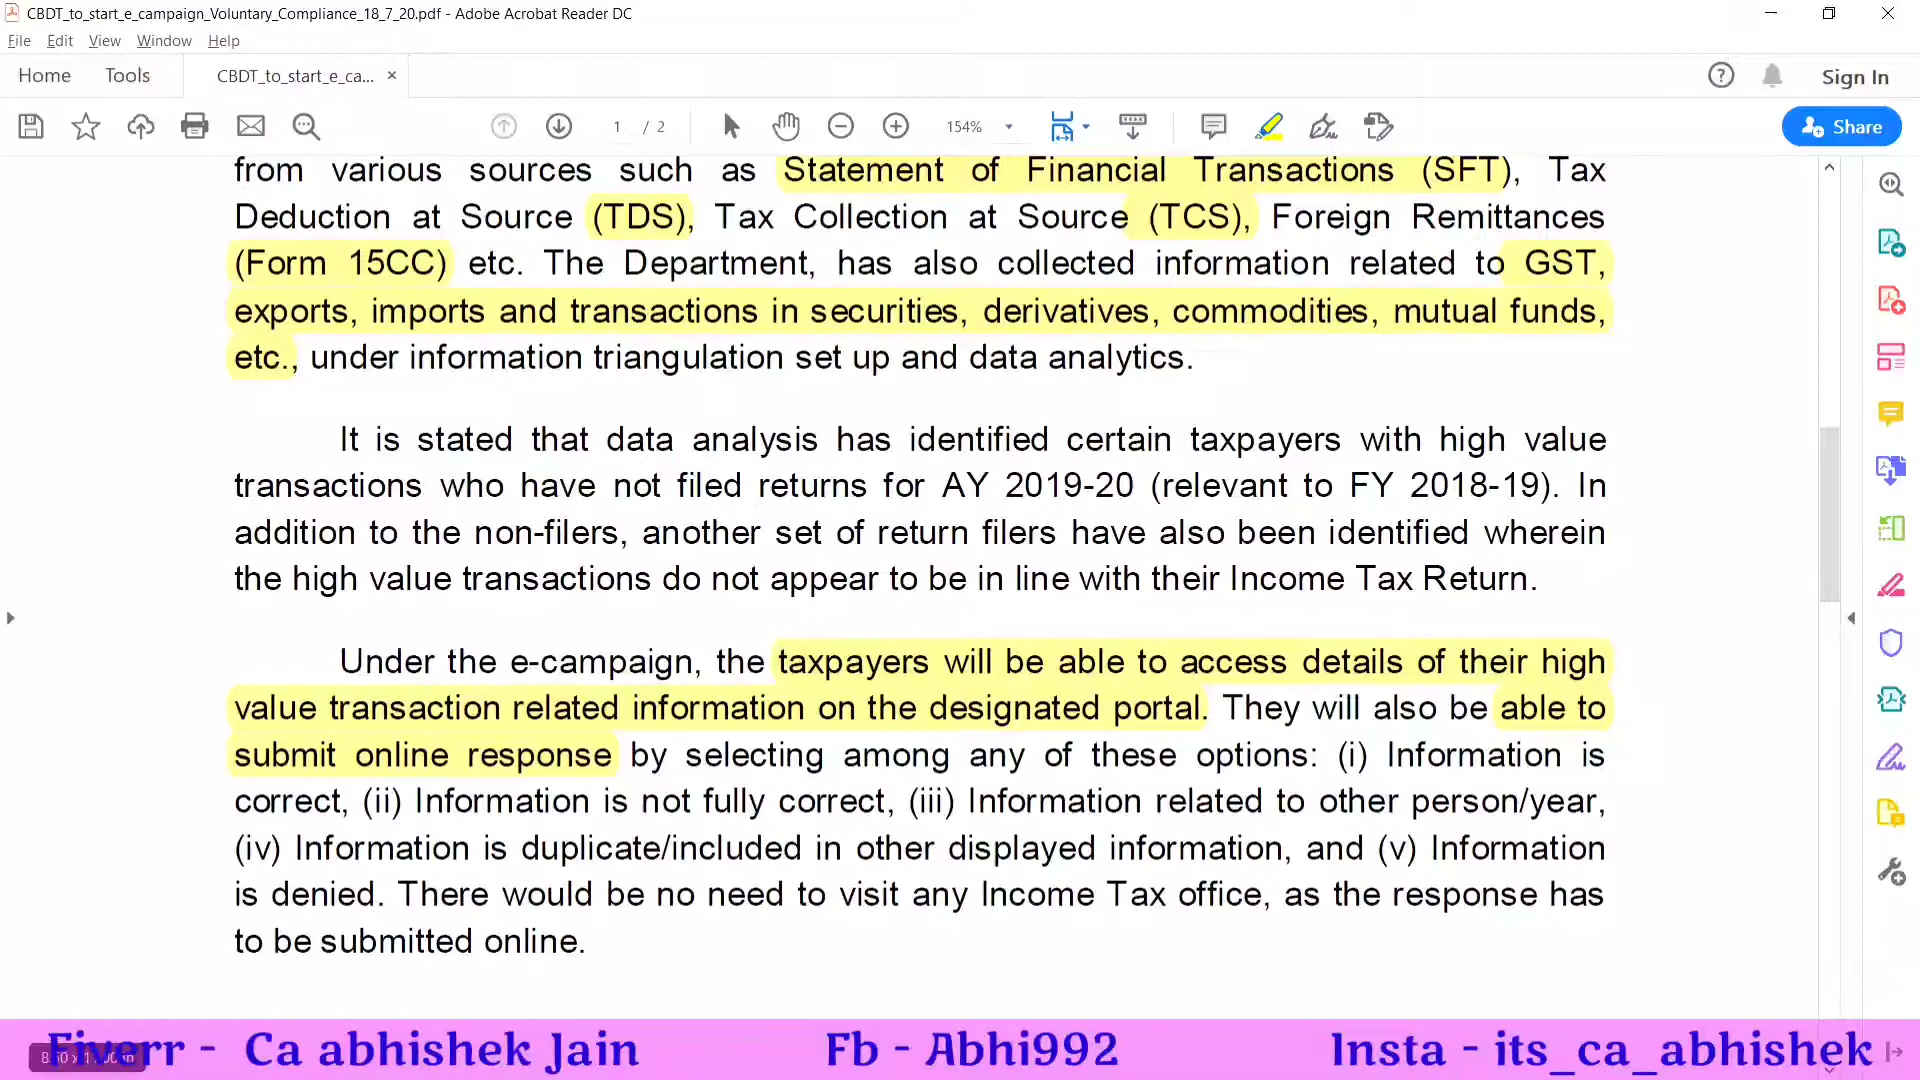 CBDT_to_start_e_campaign_Voluntary_Compliance_18_7_20.pdf - Adobe Acrobat Reader DC
File Edit View Window Help
Home Tools CBDT_to_start_e_ca... × Sign In
1 / 2 154% Share
from various sources such as Statement of Financial Transactions (SFT), Tax
Deduction at Source (TDS), Tax Collection at Source (TCS), Foreign Remittances
(Form 15CC) etc. The Department, has also collected information related to GST,
exports, imports and transactions in securities, derivatives, commodities, mutual funds,
etc., under information triangulation set up and data analytics.
It is stated that data analysis has identified certain taxpayers with high value
transactions who have not filed returns for AY 2019-20 (relevant to FY 2018-19). In
addition to the non-filers, another set of return filers have also been identified wherein
the high value transactions do not appear to be in line with their Income Tax Return.
Under the e-campaign, the taxpayers will be able to access details of their high
value transaction related information on the designated portal. They will also be able to
submit online response by selecting among any of these options: (i) Information is
correct, (ii) Information is not fully correct, (iii) Information related to other person/year,
(iv) Information is duplicate/included in other displayed information, and (v) Information
is denied. There would be no need to visit any Income Tax office, as the response has
to be submitted online.
Fiverr - Ca abhishek Jain Fb - Abhi992 Insta - its_ca_abhishek